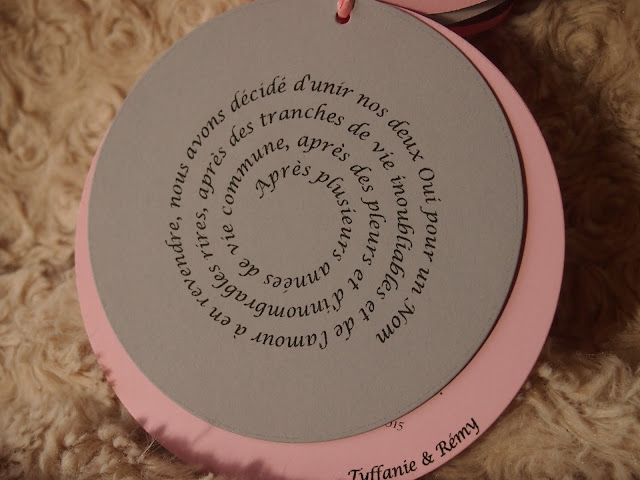 Après plusieurs années de vie commune, après des pleurs et d'innombrables rires, après des tranches de vie inoubliables et de l'amour à en revendre, nous avons décidé d'unir nos deux Oui pour un Nom
015
Tyffanie & Rémy